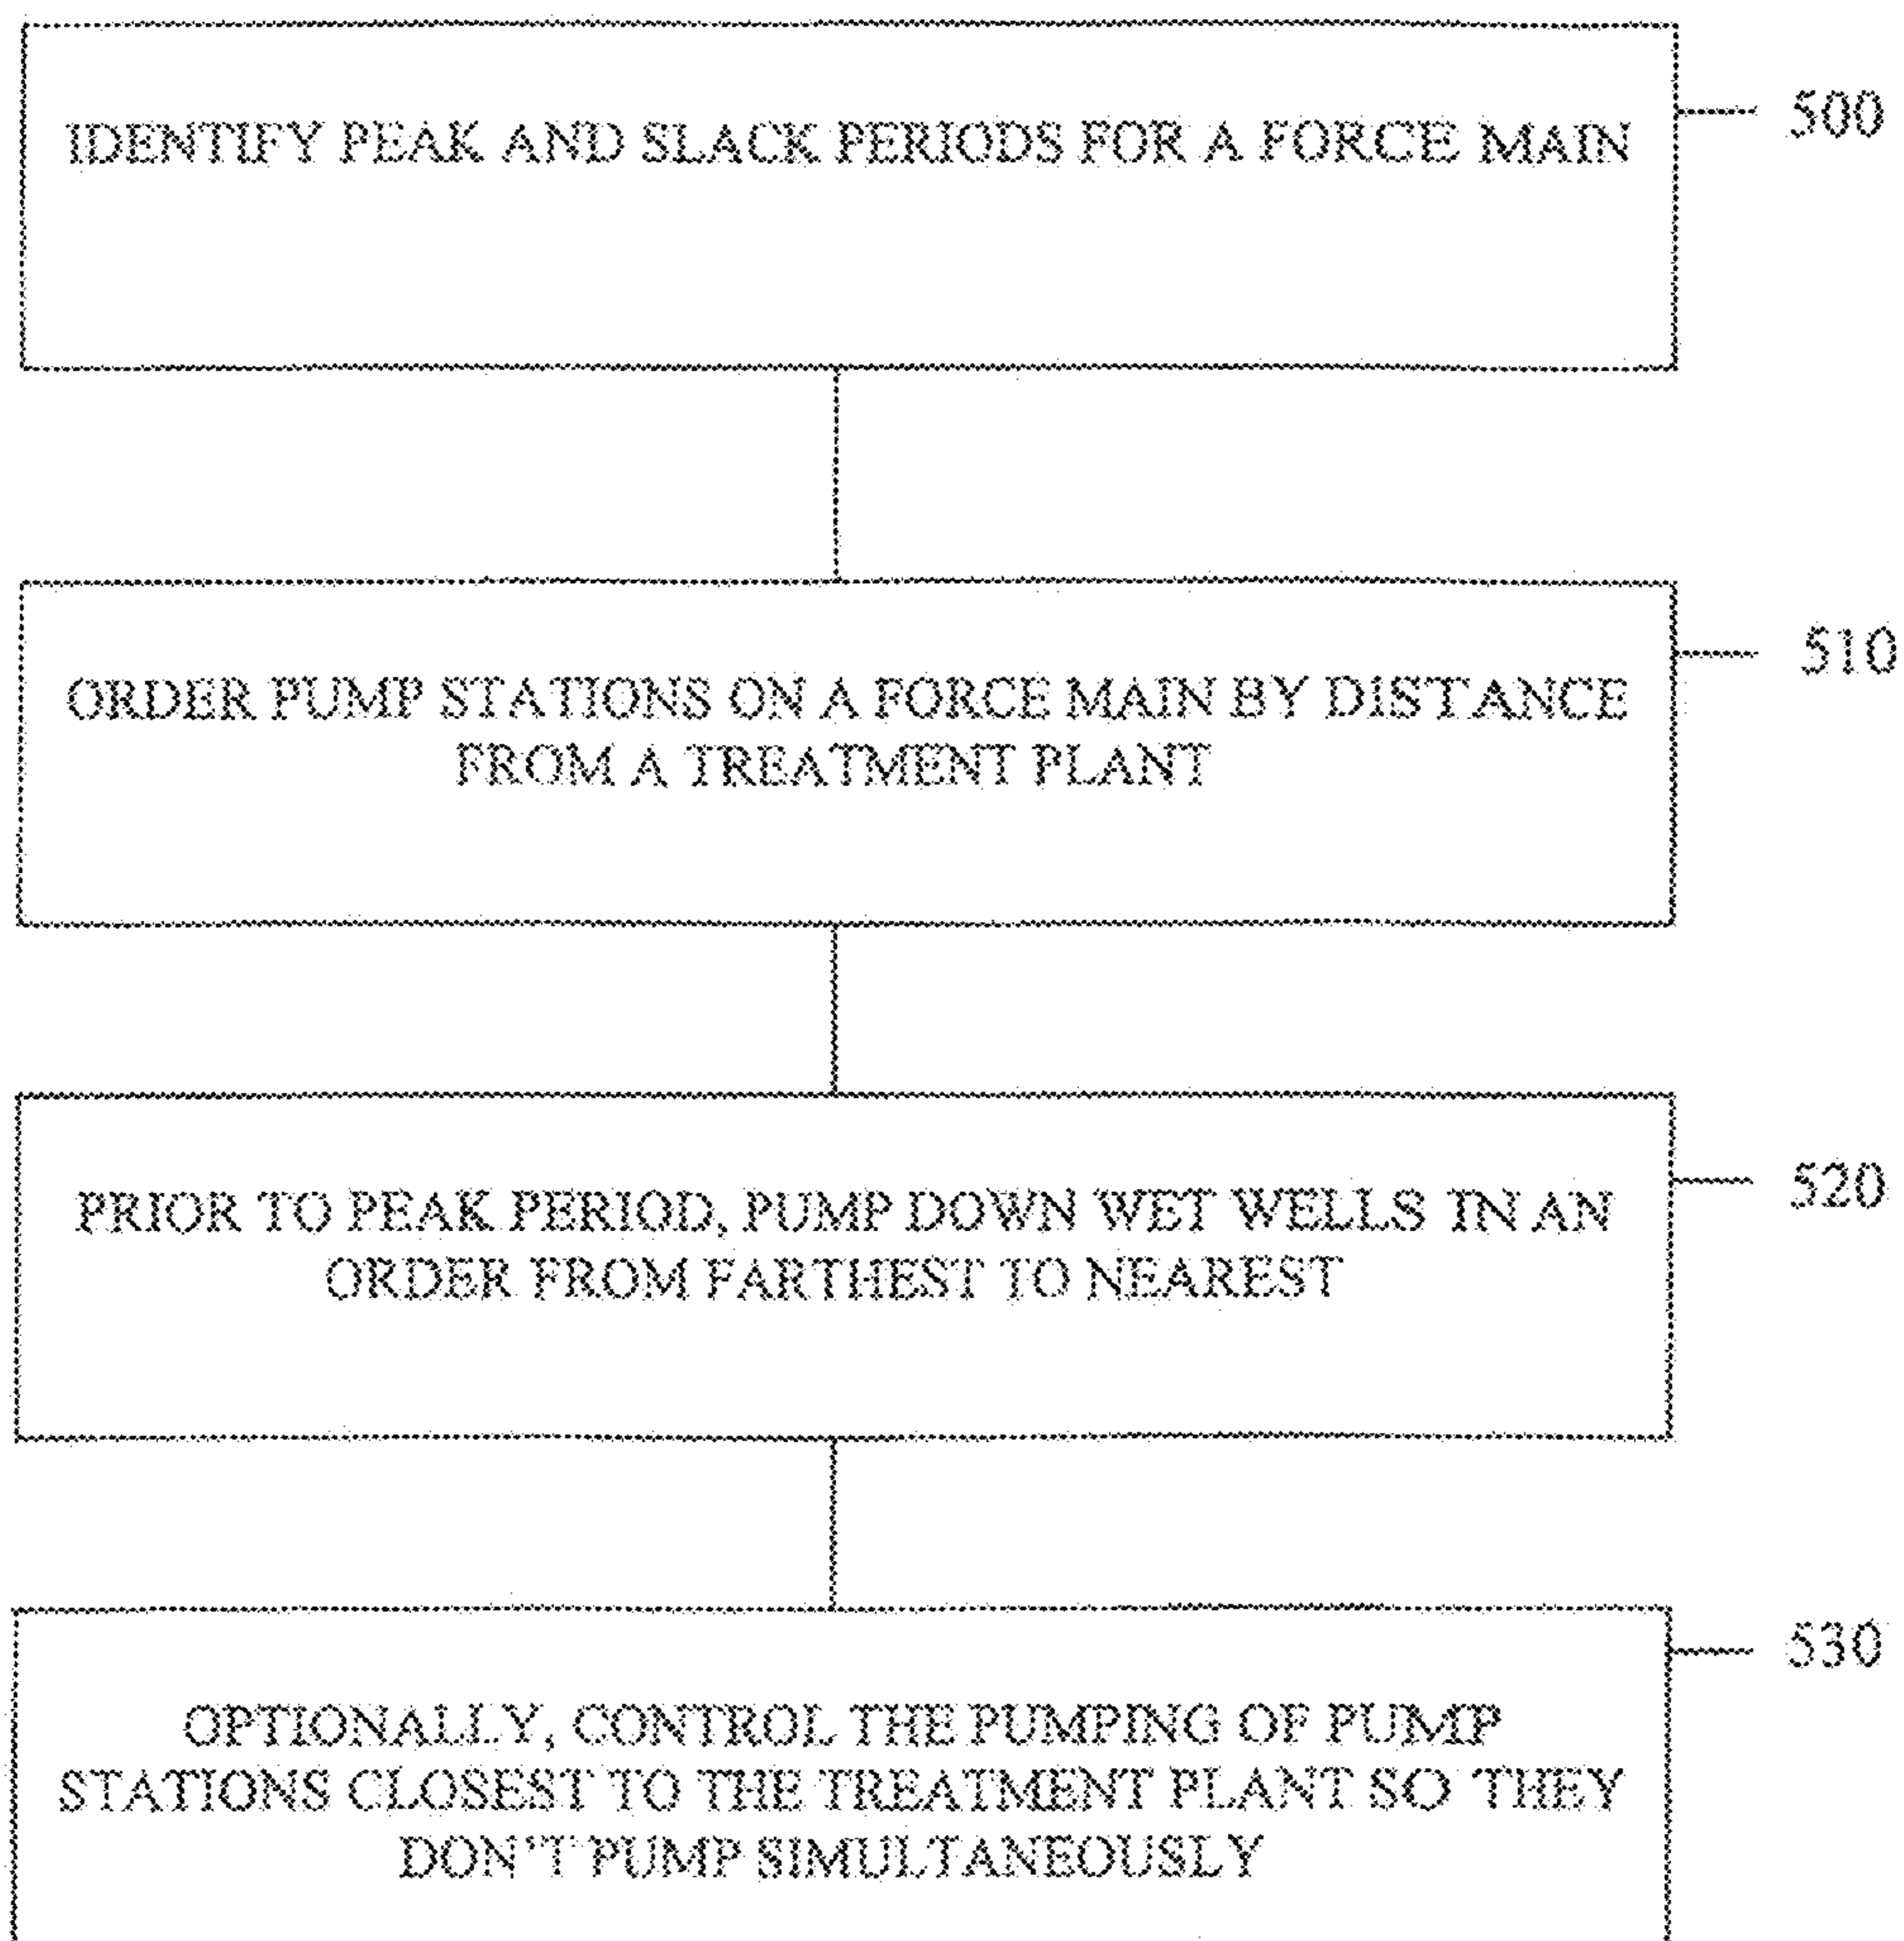 IDENTIFY PEAK AND SLACK PERIODS FOR A FORCE MAIN
500
ORDER PUMP STATIONS ON A FORCE MAIN BY DISTANCE
FROM A TREATMENT PLANT
510
PRIOR TO PEAK PERIOD, PUMP DOWN WET WELLS IN AN
ORDER FROM FARTHEST TO NEAREST
520
OPTIONALLY, CONTROL THE PUMPING OF PUMP
STATIONS CLOSEST TO THE TREATMENT PLANT SO THEY
DON'T PUMP SIMULTANEOUSLY
530